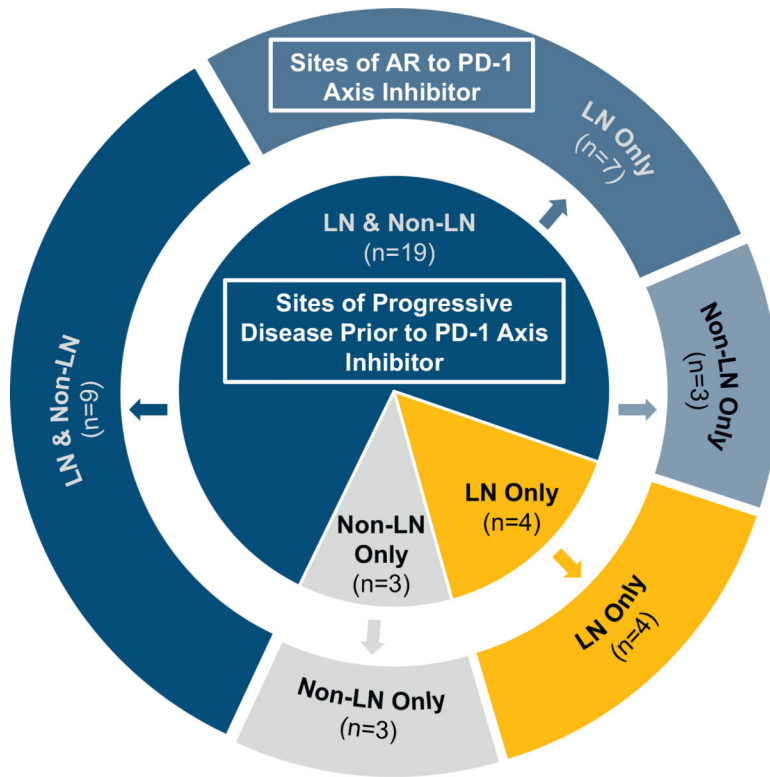 Sites of AR to PD-1
Axis Inhibitor
LN Only
(n=7)
LN & Non-LN
(n=19)
Sites of Progressive
Disease Prior to PD-1 Axis
Inhibitor
Non-LN Only
(n=3)
LN & Non-LN
(n=9)
LN Only
(n=4)
Non-LN
Only
(n=3)
LN Only
(n=4)
Non-LN Only
(n=3)